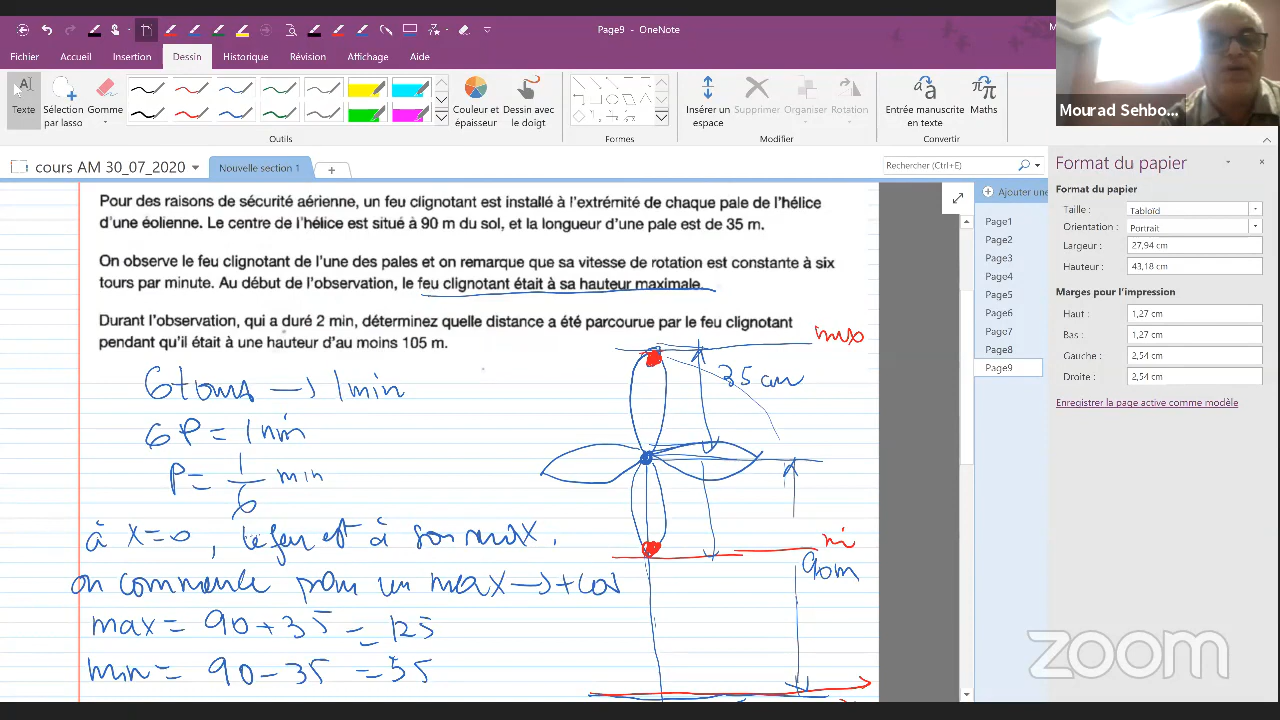 Page9 - OneNote
Fichier Accueil Insertion Dessin Historique Révision Affichage Aide
Texte
Sélection par lasso
Gomme
Outils
Couleur et épaisseur
Dessin avec le doigt
Formes
Insérer un espace
Supprimer
Organiser
Rotation
Modifier
Entrée manuscrite en texte
Maths
Convertir
Mourad Sehbo...
cours AM 30_07_2020
Nouvelle section 1
+
Rechercher (Ctrl+E)
Pour des raisons de sécurité aérienne, un feu clignotant est installé à l'extrémité de chaque pale de l'hélice
d'une éolienne. Le centre de l'hélice est situé à 90 m du sol, et la longueur d'une pale est de 35 m.
On observe le feu clignotant de l'une des pales et on remarque que sa vitesse de rotation est constante à six
tours par minute. Au début de l'observation, le feu clignotant était à sa hauteur maximale.
Durant l'observation, qui a duré 2 min, déterminez quelle distance a été parcourue par le feu clignotant
pendant qu'il était à une hauteur d'au moins 105 m.
6 tours → 1 min
6P = 1 min
P = 1/6 min
à x=0, le feu est à son max.
on commence par un max → + cos
max = 90 + 35 = 125
min = 90 - 35 = 55
max
35 cm
mi
90m
Ajouter une
Page1
Page2
Page3
Page4
Page5
Page6
Page7
Page8
Page9
Format du papier
Format du papier
Taille : Tabloïd
Orientation : Portrait
Largeur : 27,94 cm
Hauteur : 43,18 cm
Marges pour l'impression
Haut : 1,27 cm
Bas : 1,27 cm
Gauche : 2,54 cm
Droite : 2,54 cm
Enregistrer la page active comme modèle
zoom